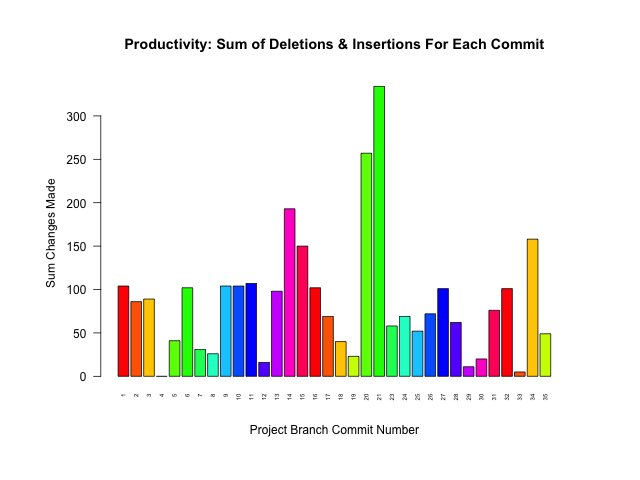 Productivity: Sum of Deletions & Insertions For Each Commit
Sum Changes Made
300
250
200
150
100
50
0
1 2 3 4 5 6 7 8 9 10 11 12 13 14 15 16 17 18 19 20 21 23 24 25 26 27 28 29 30 31 32 33 34 35
Project Branch Commit Number